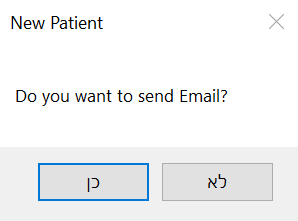 New Patient
Do you want to send Email?
כן
לא